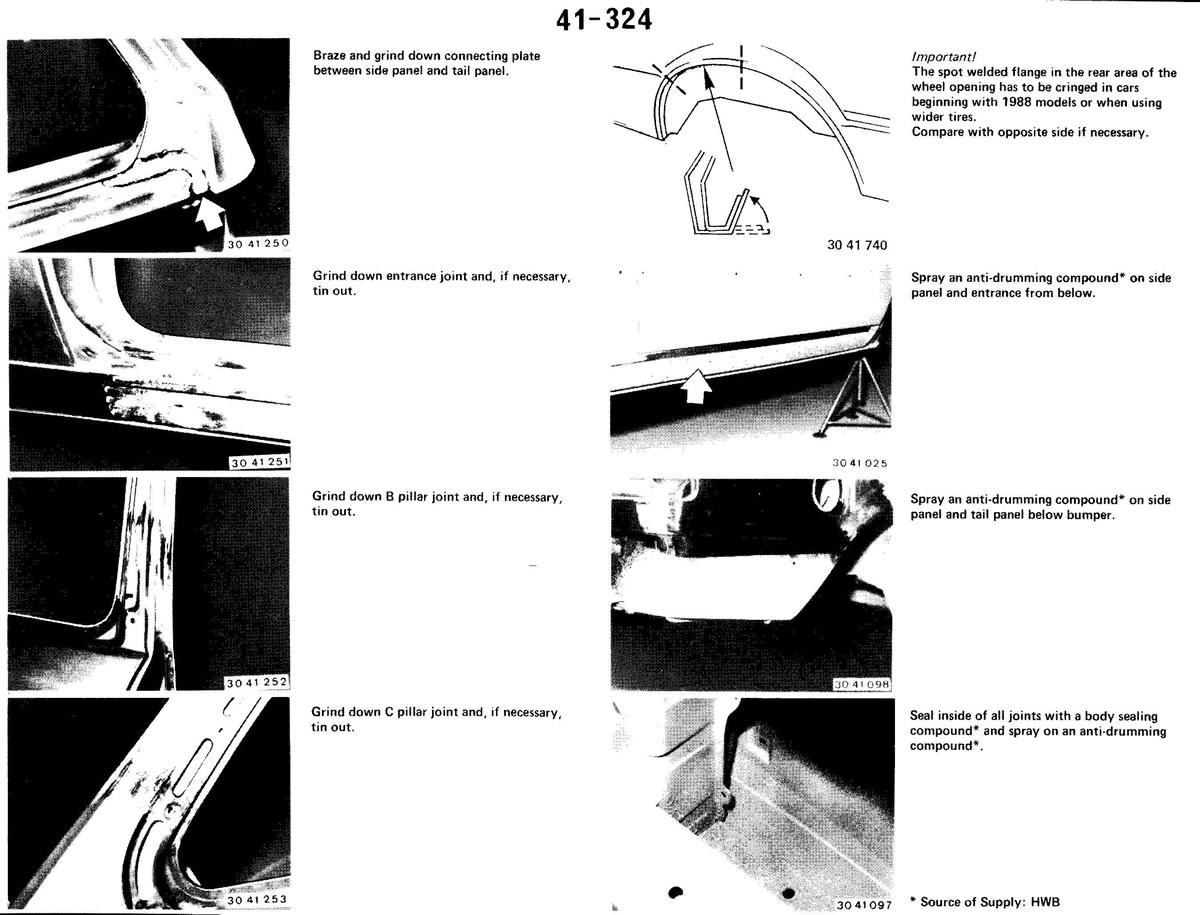 41-324
Braze and grind down connecting plate
between side panel and tail panel.
30 41 250
Grind down entrance joint and, if necessary,
tin out.
30 41 251
Grind down B pillar joint and, if necessary,
tin out.
30 41 252
Grind down C pillar joint and, if necessary,
tin out.
30 41 253
Important!
The spot welded flange in the rear area of the
wheel opening has to be cringed in cars
beginning with 1988 models or when using
wider tires.
Compare with opposite side if necessary.
30 41 740
Spray an anti-drumming compound* on side
panel and entrance from below.
30 41 025
Spray an anti-drumming compound* on side
panel and tail panel below bumper.
30 41 098
Seal inside of all joints with a body sealing
compound* and spray on an anti-drumming
compound*.
30 41 097
* Source of Supply: HWB